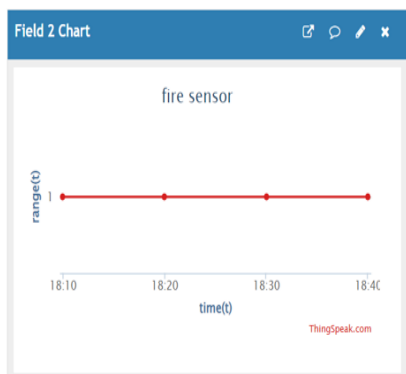 Field 2 Chart
fire sensor
range(t)
1
18:10 18:20 18:30 18:40
time(t)
ThingSpeak.com